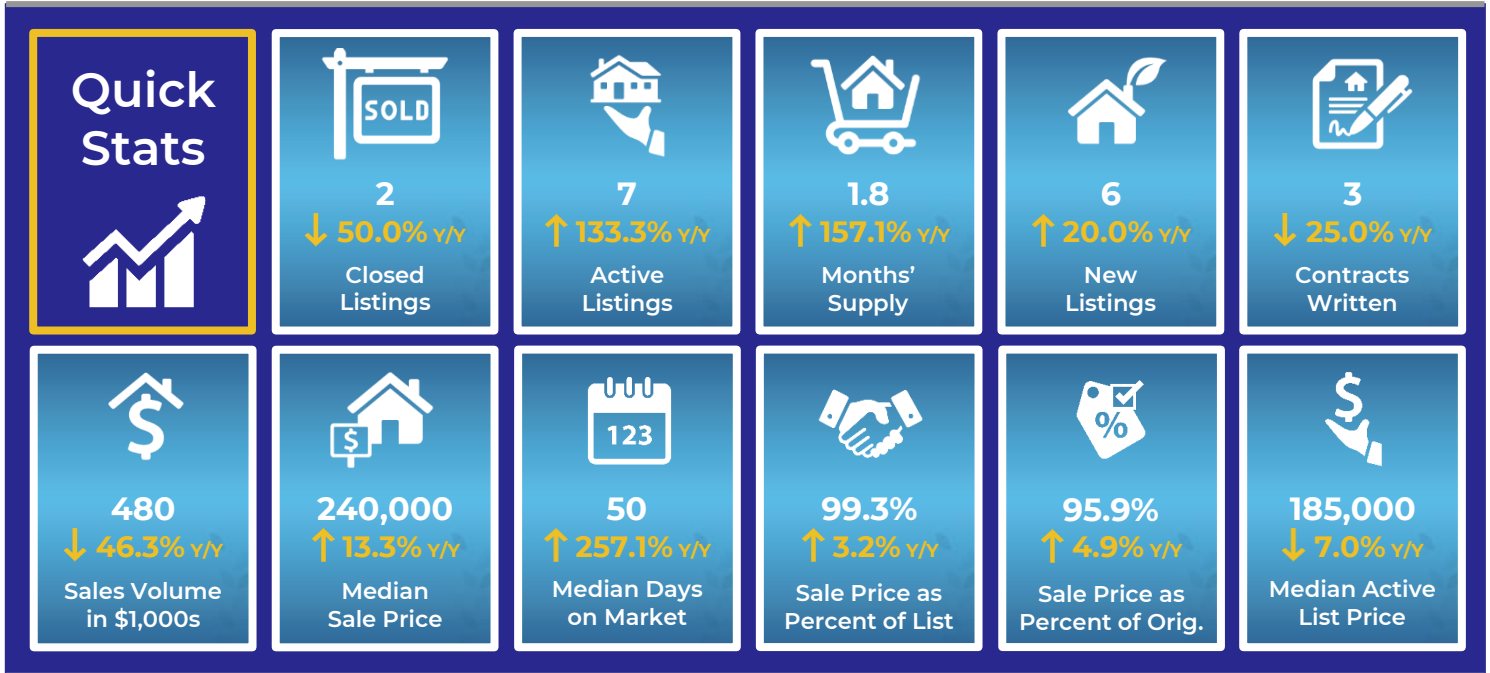 Quick
Stats
SOLD
2
↓ 50.0% Y/Y
Closed
Listings
7
↑ 133.3% Y/Y
Active
Listings
1.8
↑ 157.1% Y/Y
Months’
Supply
6
↑ 20.0% Y/Y
New
Listings
3
↓ 25.0% Y/Y
Contracts
Written
$
480
↓ 46.3% Y/Y
Sales Volume
in $1,000s
$
240,000
↑ 13.3% Y/Y
Median
Sale Price
123
50
↑ 257.1% Y/Y
Median Days
on Market
99.3%
↑ 3.2% Y/Y
Sale Price as
Percent of List
%
95.9%
↑ 4.9% Y/Y
Sale Price as
Percent of Orig.
$
185,000
↓ 7.0% Y/Y
Median Active
List Price